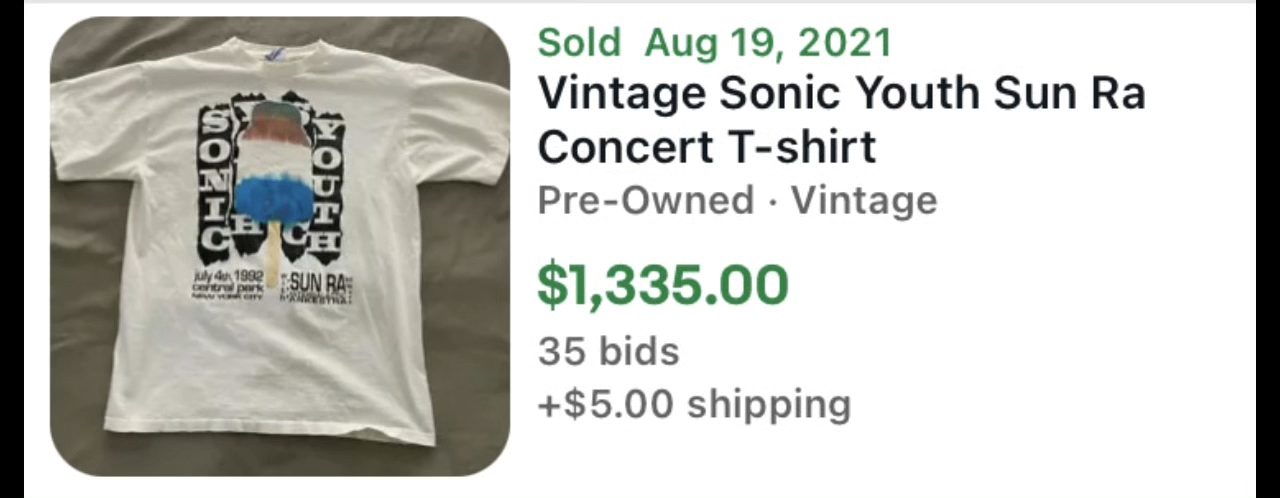 Sold Aug 19, 2021
Vintage Sonic Youth Sun Ra
Concert T-shirt
Pre-Owned · Vintage
$1,335.00
35 bids
+$5.00 shipping
SONIC
YOUTH
july 4th 1992
central park
NEW YORK CITY
SUN RA
ARKESTRA